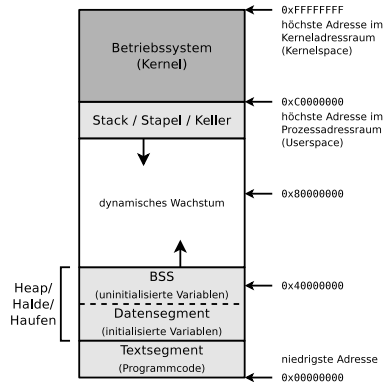 0xFFFFFFFF
höchste Adresse im
Kerneladressraum
(Kernelspace)
Betriebssystem
(Kernel)
0xC0000000
höchste Adresse im
Prozessadressraum
(Userspace)
Stack / Stapel / Keller
dynamisches Wachstum
0x80000000
Heap/
Halde/
Haufen
BSS
(uninitialisierte Variablen)
0x40000000
Datensegment
(initialisierte Variablen)
Textsegment
(Programmcode)
niedrigste Adresse
0x00000000